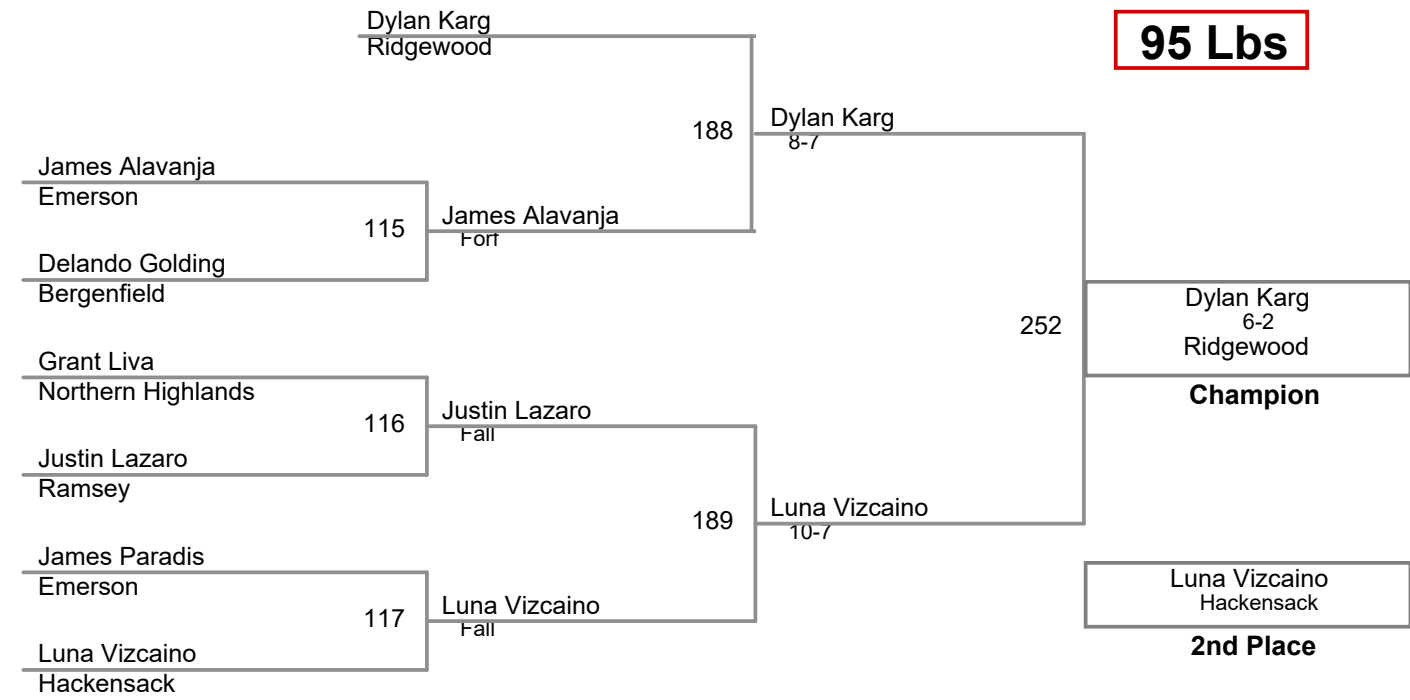 Dylan Karg
Ridgewood
95 Lbs
188
Dylan Karg
8-7
James Alavanja
Emerson
115
James Alavanja
Forf
Delando Golding
Bergenfield
252
Dylan Karg
6-2
Ridgewood
Champion
Grant Liva
Northern Highlands
116
Justin Lazaro
Fall
Justin Lazaro
Ramsey
189
Luna Vizcaino
10-7
James Paradis
Emerson
117
Luna Vizcaino
Fall
Luna Vizcaino
Hackensack
Luna Vizcaino
Hackensack
2nd Place